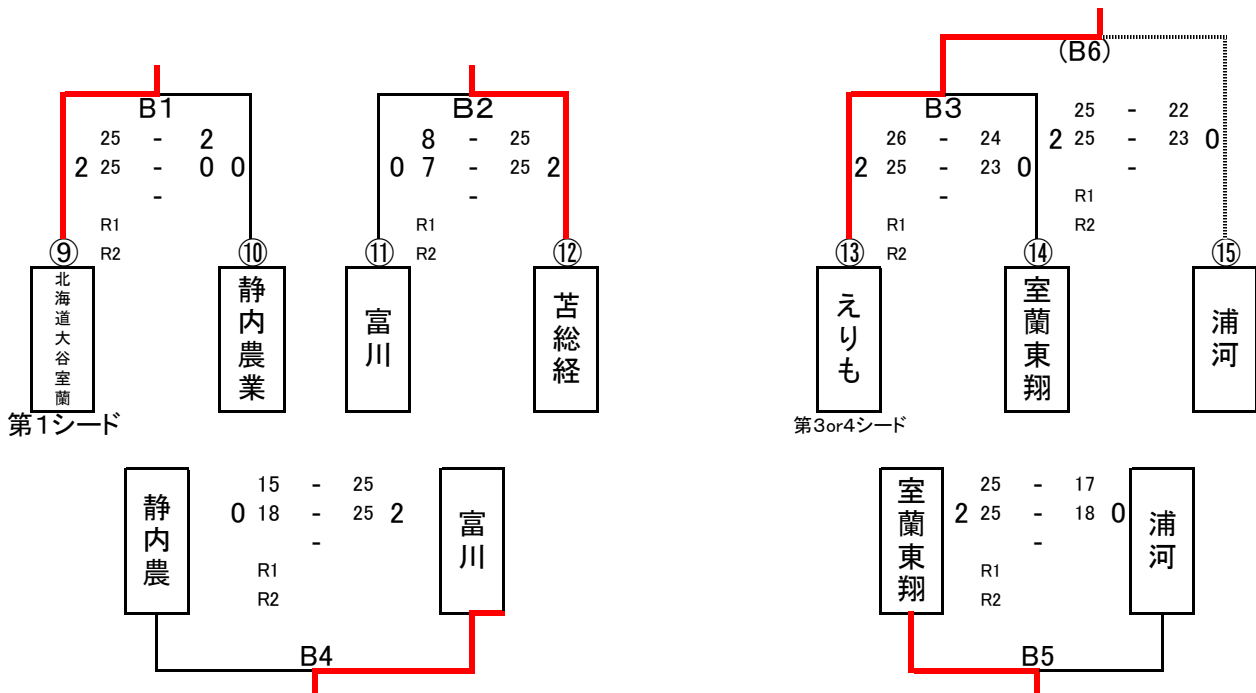 (B6)
B1
25 - 2
2 25 - 0 0
-
R1
R2
B2
8 - 25
0 7 - 25 2
-
R1
R2
B3
26 - 24
2 25 - 23 0
-
R1
R2
25 - 22
2 25 - 23 0
-
R1
R2
⑨
⑩
⑪
⑫
⑬
⑭
⑮
北海道大谷室蘭
静内農業
富川
苫総経
えりも
室蘭東翔
浦河
第1シード
第3or4シード
静内農
15 - 25
0 18 - 25 2
-
R1
R2
富川
B4
室蘭東翔
25 - 17
2 25 - 18 0
-
R1
R2
浦河
B5